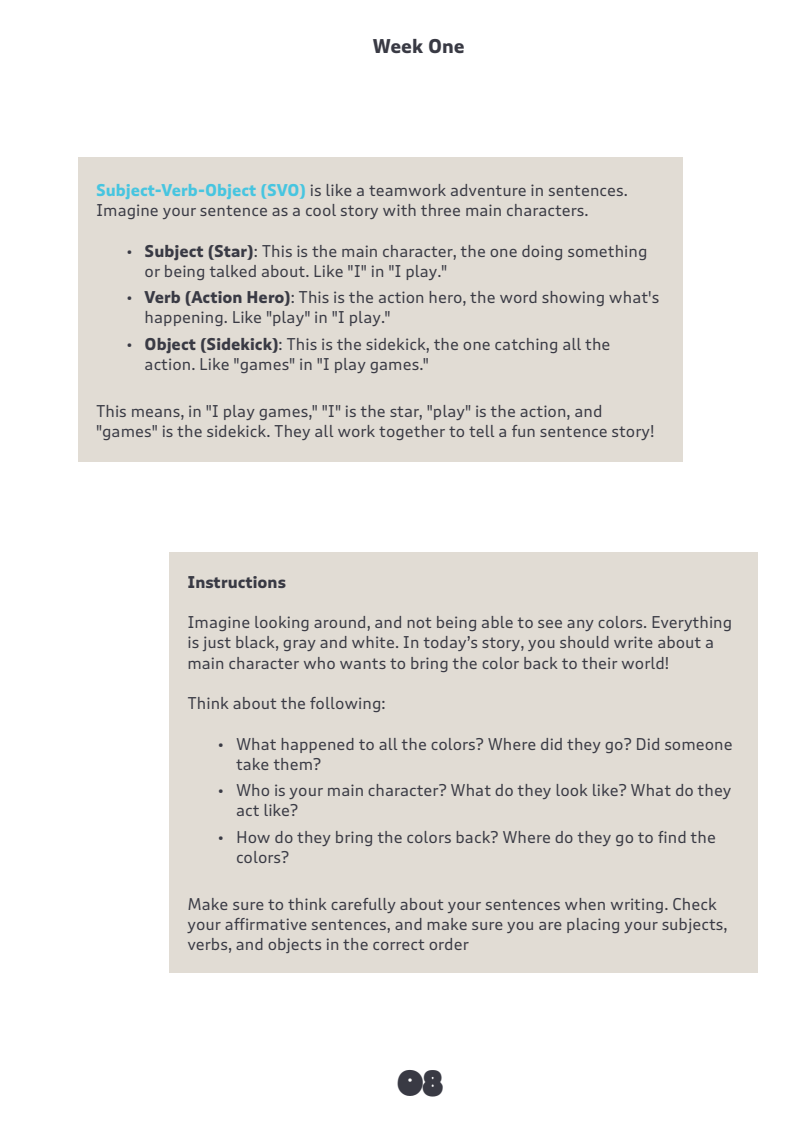 Week One
Subject-Verb-Object (SVO) is like a teamwork adventure in sentences.
Imagine your sentence as a cool story with three main characters.
• Subject (Star): This is the main character, the one doing something
or being talked about. Like "I" in "I play."
• Verb (Action Hero): This is the action hero, the word showing what's
happening. Like "play" in "I play."
• Object (Sidekick): This is the sidekick, the one catching all the
action. Like "games" in "I play games."
This means, in "I play games," "I" is the star, "play" is the action, and
"games" is the sidekick. They all work together to tell a fun sentence story!
Instructions
Imagine looking around, and not being able to see any colors. Everything
is just black, gray and white. In today’s story, you should write about a
main character who wants to bring the color back to their world!
Think about the following:
• What happened to all the colors? Where did they go? Did someone
take them?
• Who is your main character? What do they look like? What do they
act like?
• How do they bring the colors back? Where do they go to find the
colors?
Make sure to think carefully about your sentences when writing. Check
your affirmative sentences, and make sure you are placing your subjects,
verbs, and objects in the correct order
08